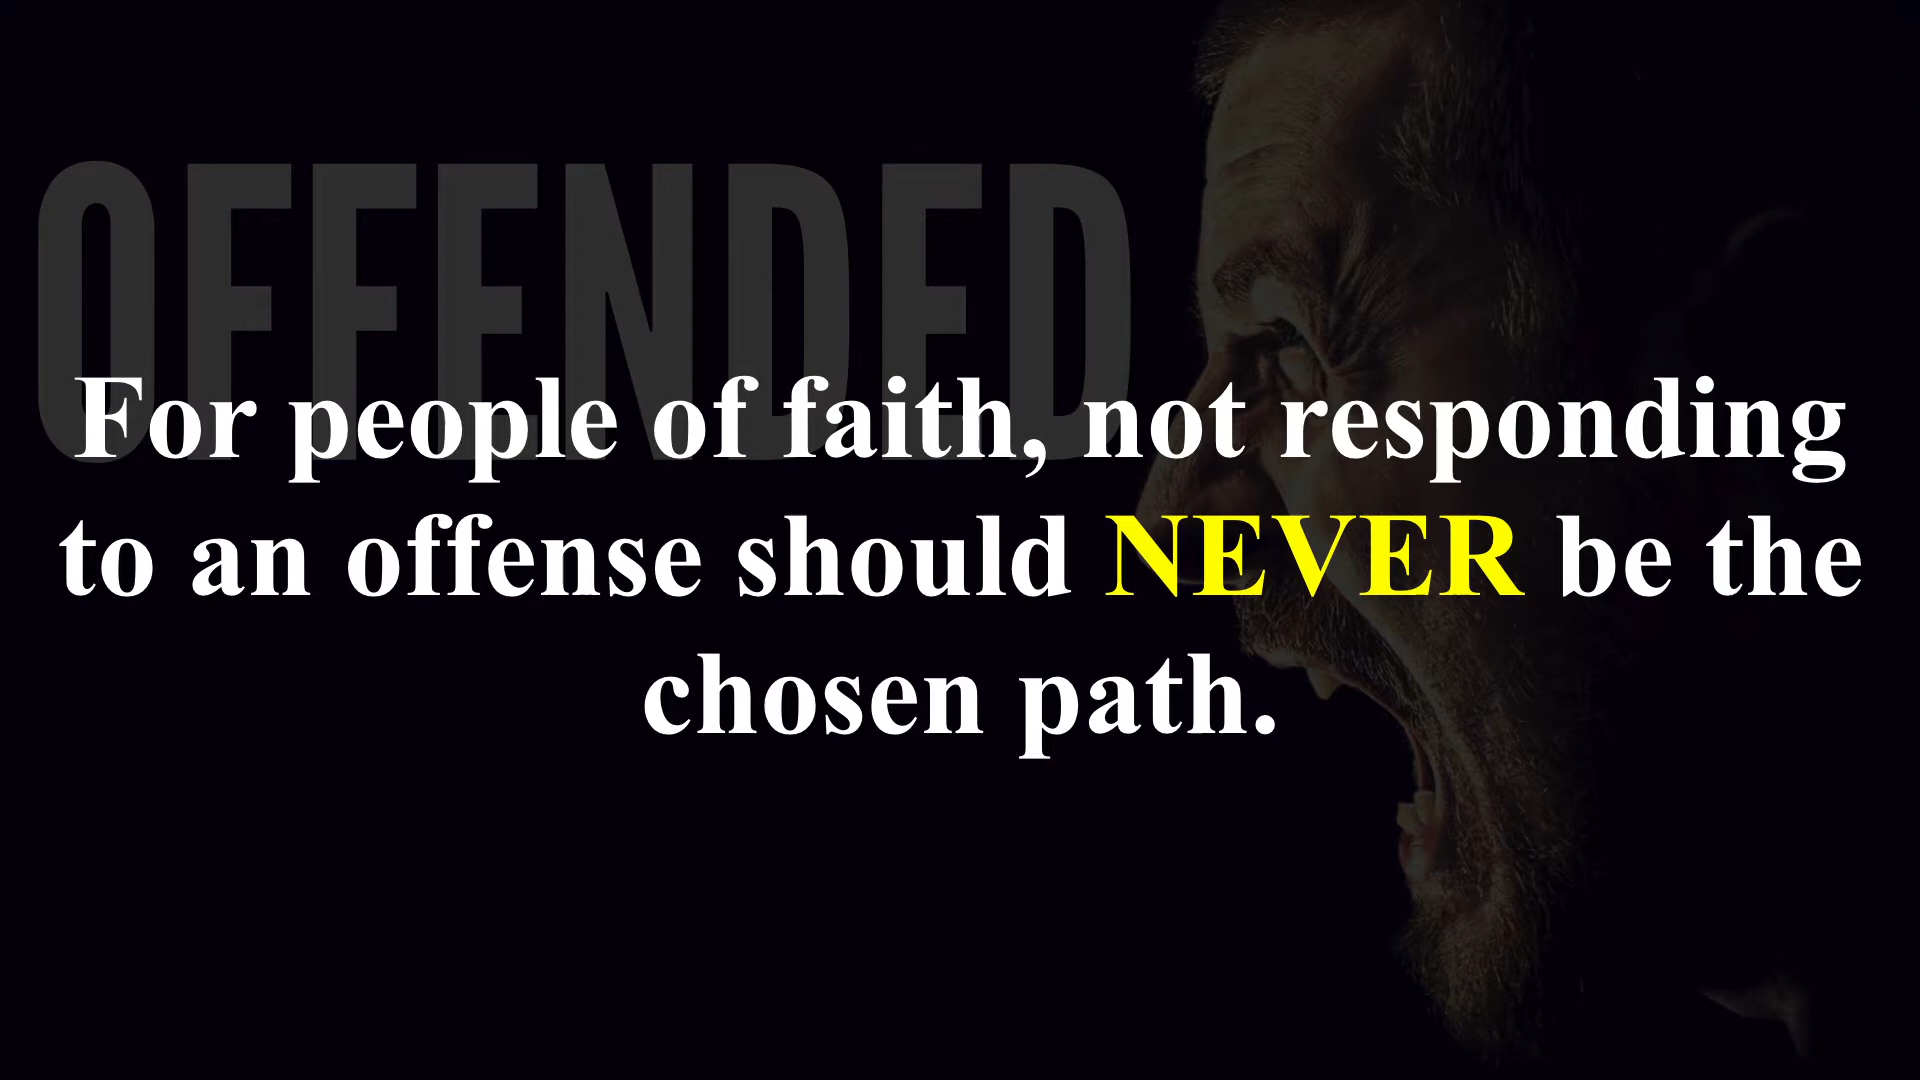 OFFENDED
For people of faith, not responding
to an offense should NEVER be the
chosen path.